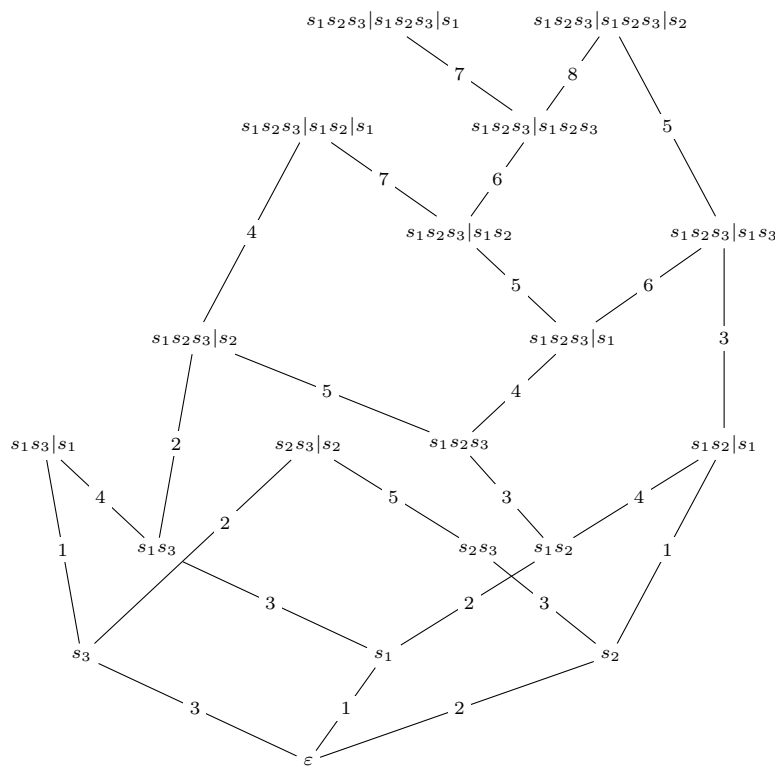 s₁s₂s₃|s₁s₂s₃|s₁ s₁s₂s₃|s₁s₂s₃|s₂
7 8
s₁s₂s₃|s₁s₂|s₁ s₁s₂s₃|s₁s₂s₃ 5
7 6
4 s₁s₂s₃|s₁s₂ s₁s₂s₃|s₁s₃
5 6
s₁s₂s₃|s₂ s₁s₂s₃|s₁ 3
5 4
s₁s₃|s₁ 2 s₂s₃|s₂ s₁s₂s₃ s₁s₂|s₁
4 5 3 4
2
1 s₁s₃ s₂s₃ s₁s₂ 1
3 2 3
s₃ s₁ s₂
3 1 2
ε